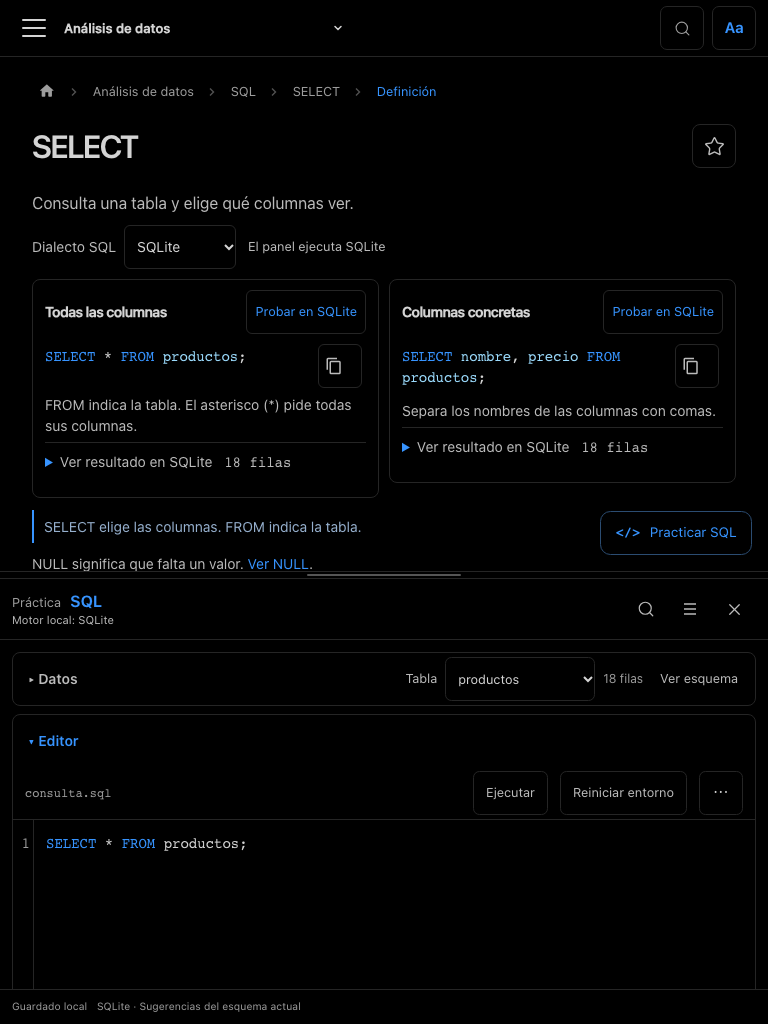 Análisis de datos
Aa
Análisis de datos > SQL > SELECT > Definición
SELECT
Consulta una tabla y elige qué columnas ver.
Dialecto SQL SQLite El panel ejecuta SQLite
Todas las columnas Probar en SQLite
SELECT * FROM productos;
FROM indica la tabla. El asterisco (*) pide todas
sus columnas.
Ver resultado en SQLite 18 filas
Columnas concretas Probar en SQLite
SELECT nombre, precio FROM
productos;
Separa los nombres de las columnas con comas.
Ver resultado en SQLite 18 filas
SELECT elige las columnas. FROM indica la tabla.
</> Practicar SQL
NULL significa que falta un valor. Ver NULL.
Práctica SQL
Motor local: SQLite
Datos Tabla productos 18 filas Ver esquema
Editor
consulta.sql Ejecutar Reiniciar entorno ...
1 SELECT * FROM productos;
Guardado local SQLite · Sugerencias del esquema actual